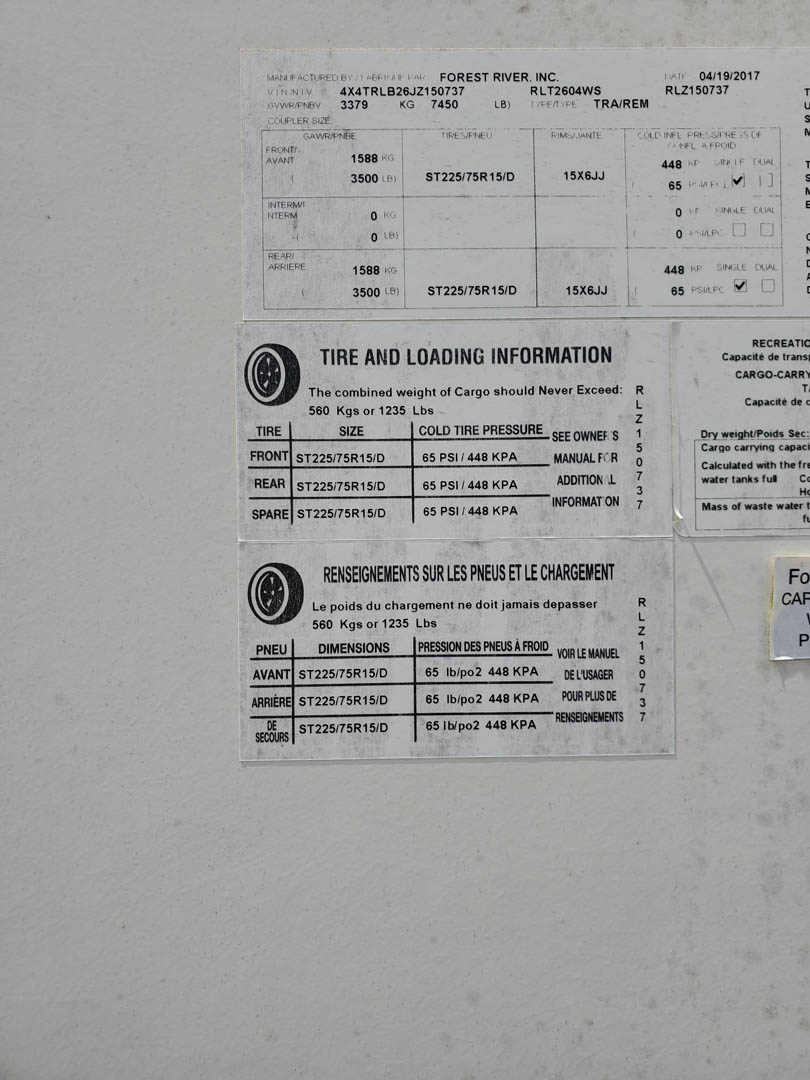 MANUFACTURED BY / FABRIQUE PAR FOREST RIVER, INC. DATE 04/19/2017
V I N /N I V # 4X4TRLB26JZ150737 RLT2604WS RLZ150737
GVWR/PNBV 3379 KG 7450 LB) TYPE/TYPE TRA/REM
COUPLER SIZE
GAWR/PNBE TIRES/PNEU RIMS/JANTE COLD INFL PRESS/PRESS DE
GONFL A FROID
FRONT/
AVANT 1588 KG 448 KP SINGLE DUAL
( 3500 LB) ST225/75R15/D 15X6JJ ( 65 PSI/LPC
INTERM/I
NTERM 0 KG 0 KP SINGLE DUAL
( 0 LB) ( 0 PSI/LPC
REAR/
ARRIERE 1588 KG 448 KP SINGLE DUAL
( 3500 LB) ST225/75R15/D 15X6JJ ( 65 PSI/LPC
TIRE AND LOADING INFORMATION
The combined weight of Cargo should Never Exceed:
560 Kgs or 1235 Lbs
TIRE SIZE COLD TIRE PRESSURE SEE OWNER'S
FRONT ST225/75R15/D 65 PSI / 448 KPA MANUAL FOR
REAR ST225/75R15/D 65 PSI / 448 KPA ADDITIONAL
SPARE ST225/75R15/D 65 PSI / 448 KPA INFORMATION
RLZ150737
RECREATIO
Capacité de transp
CARGO-CARRY
T
Capacité de c
Dry weight/Poids Sec:
Cargo carrying capaci
Calculated with the fre
water tanks full Co
Ho
Mass of waste water t
fu
Fo
CAR
P
RENSEIGNEMENTS SUR LES PNEUS ET LE CHARGEMENT
Le poids du chargement ne doit jamais depasser
560 Kgs or 1235 Lbs
PNEU DIMENSIONS PRESSION DES PNEUS À FROID VOIR LE MANUEL
AVANT ST225/75R15/D 65 lb/po2 448 KPA DE L'USAGER
ARRIÈRE ST225/75R15/D 65 lb/po2 448 KPA POUR PLUS DE
DE SECOURS ST225/75R15/D 65 lb/po2 448 KPA RENSEIGNEMENTS
RLZ150737